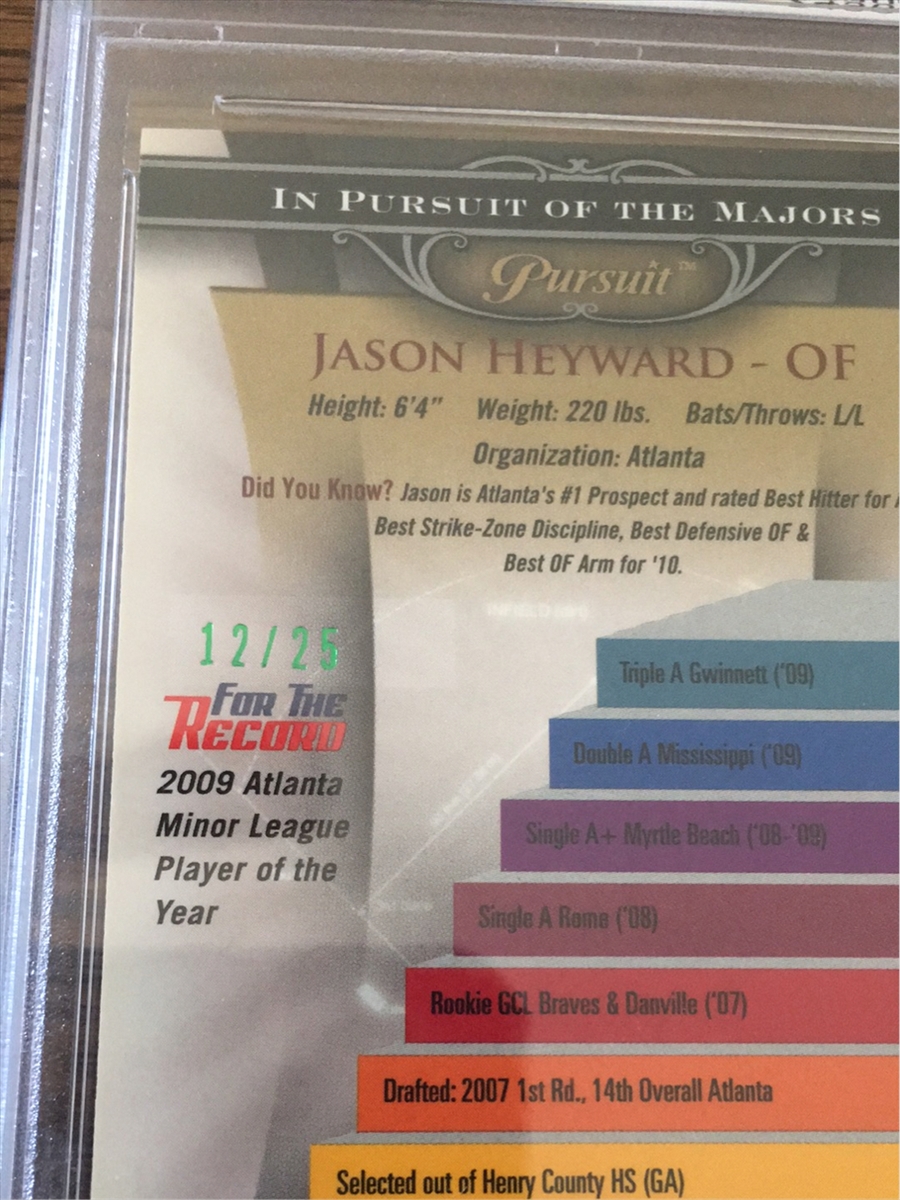 IN PURSUIT OF THE MAJORS
Pursuit™
JASON HEYWARD - OF
Height: 6'4" Weight: 220 lbs. Bats/Throws: L/L
Organization: Atlanta
Did You Know? Jason is Atlanta's #1 Prospect and rated Best Hitter for
Best Strike-Zone Discipline, Best Defensive OF &
Best OF Arm for '10.
12/25
FOR THE
RECORD
2009 Atlanta
Minor League
Player of the
Year
Triple A Gwinnett ('09)
Double A Mississippi ('09)
Single A+ Myrtle Beach ('08-'09)
Single A Rome ('08)
Rookie GCL Braves & Danville ('07)
Drafted: 2007 1st Rd., 14th Overall Atlanta
Selected out of Henry County HS (GA)